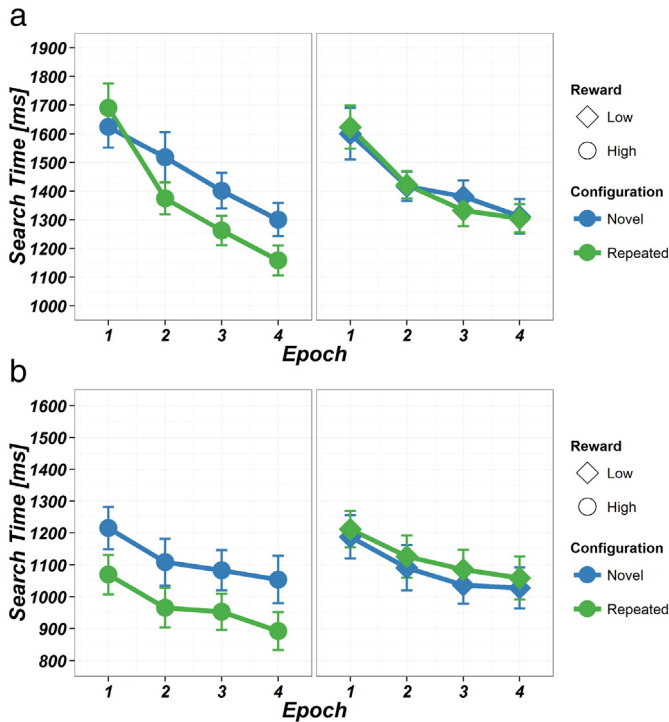 a
1900
1800
1700
1600
1500
1400
1300
1200
1100
1000
Search Time [ms]
1 2 3 4 1 2 3 4
Epoch
Reward
Low
High
Configuration
Novel
Repeated
b
1600
1500
1400
1300
1200
1100
1000
900
800
Search Time [ms]
1 2 3 4 1 2 3 4
Epoch
Reward
Low
High
Configuration
Novel
Repeated